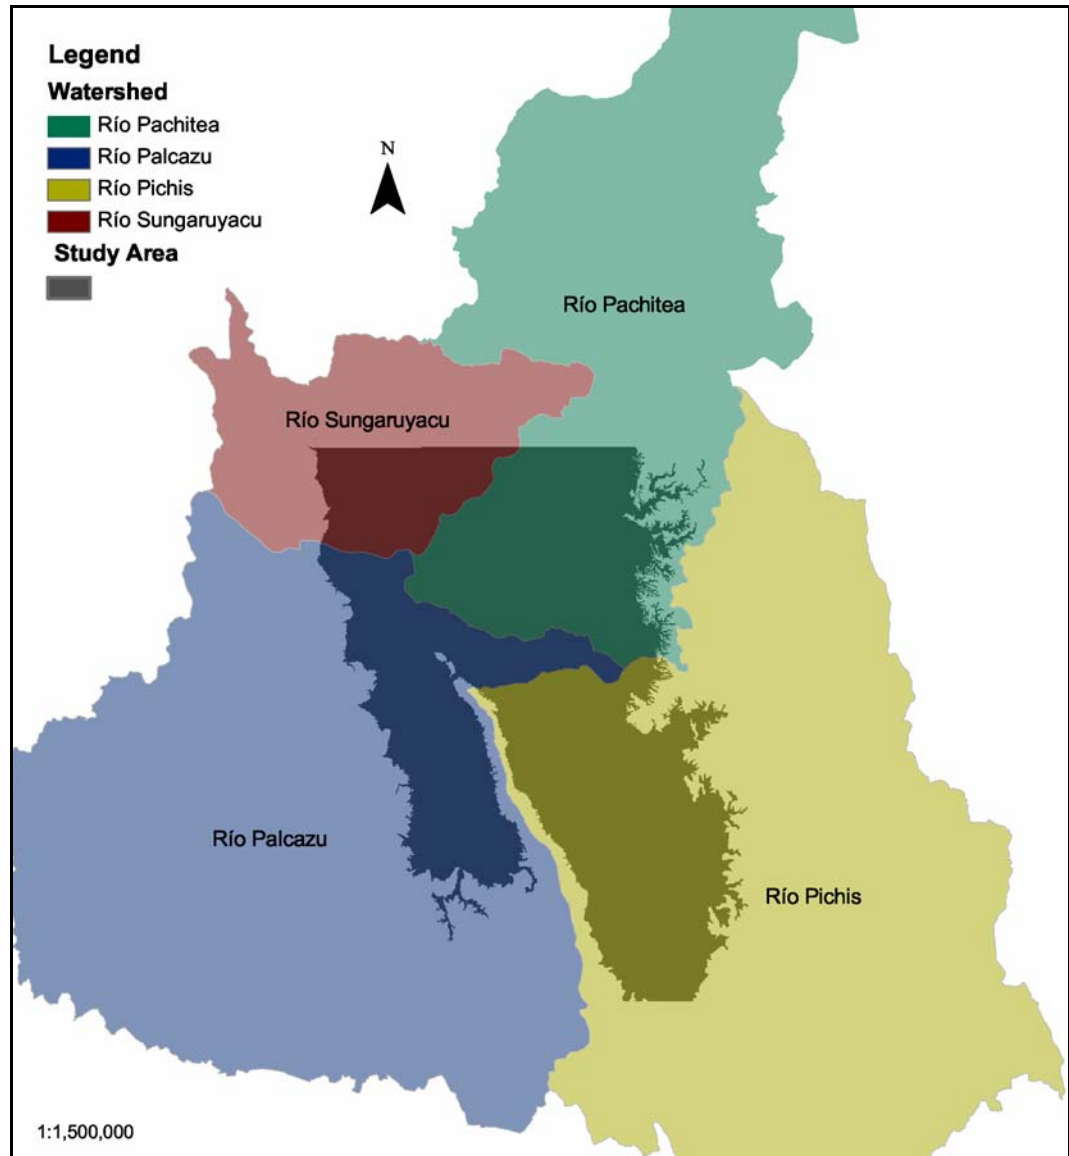 Legend
Watershed
Río Pachitea
Río Palcazu
Río Pichis
Río Sungaruyacu
Study Area
N
Río Pachitea
Río Sungaruyacu
Río Palcazu
Río Pichis
1:1,500,000